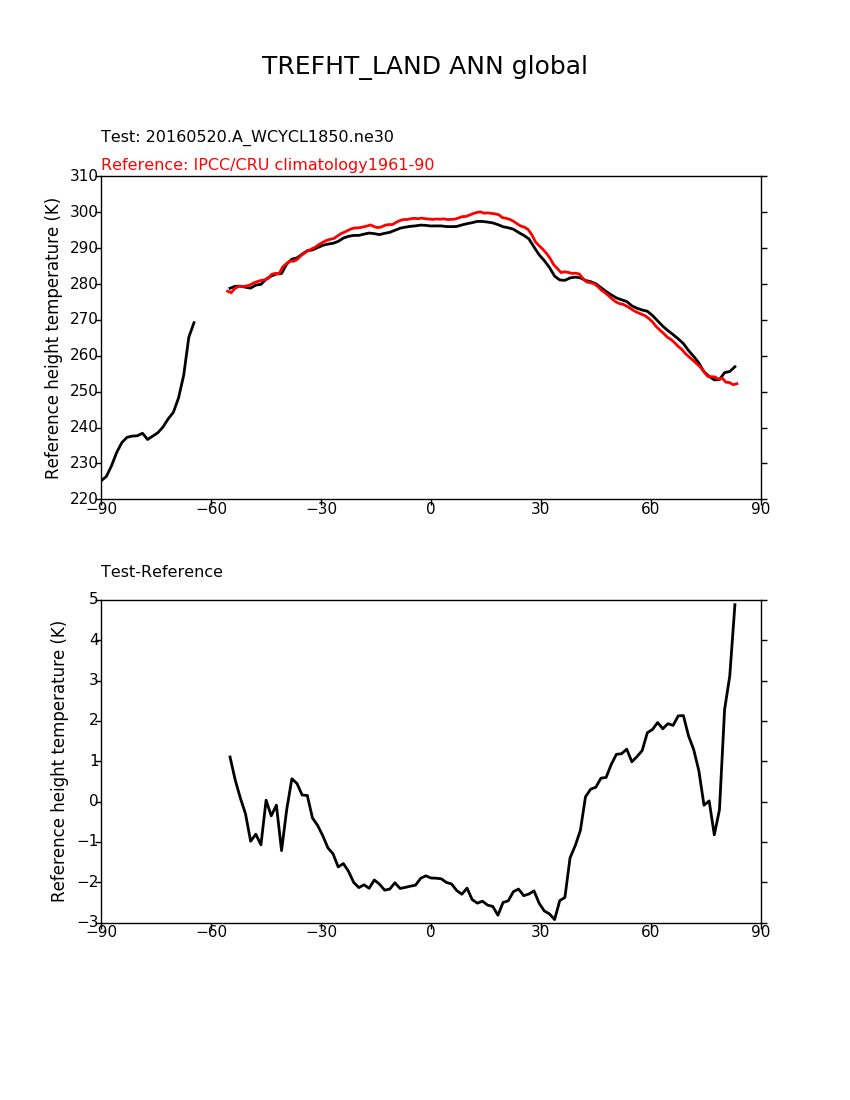 TREFHT_LAND ANN global
Test: 20160520.A_WCYCL1850.ne30
Reference: IPCC/CRU climatology1961-90
Reference height temperature (K)
310
300
290
280
270
260
250
240
230
220
−90 −60 −30 0 30 60 90
Test-Reference
Reference height temperature (K)
5
4
3
2
1
0
−1
−2
−3
−90 −60 −30 0 30 60 90